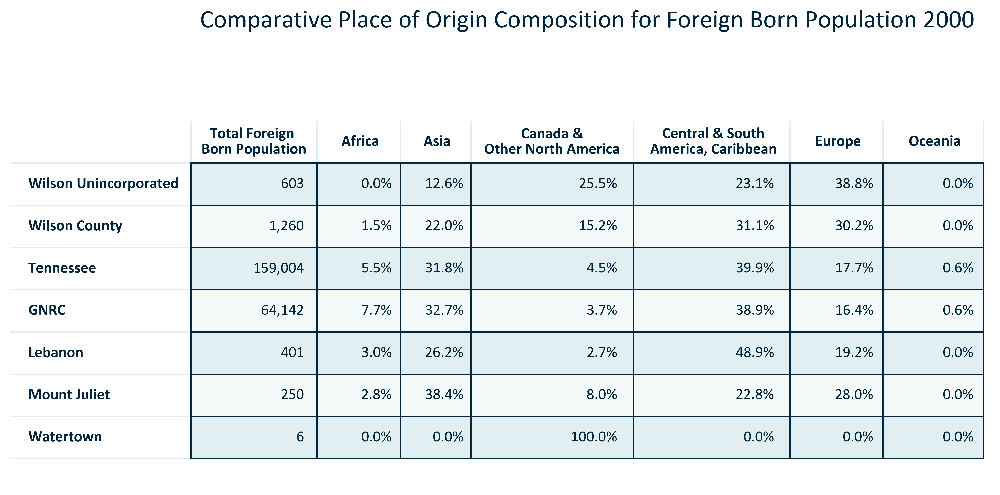 Comparative Place of Origin Composition for Foreign Born Population 2000
Total Foreign Born Population Africa Asia Canada & Other North America Central & South America, Caribbean Europe Oceania
Wilson Unincorporated 603 0.0% 12.6% 25.5% 23.1% 38.8% 0.0%
Wilson County 1,260 1.5% 22.0% 15.2% 31.1% 30.2% 0.0%
Tennessee 159,004 5.5% 31.8% 4.5% 39.9% 17.7% 0.6%
GNRC 64,142 7.7% 32.7% 3.7% 38.9% 16.4% 0.6%
Lebanon 401 3.0% 26.2% 2.7% 48.9% 19.2% 0.0%
Mount Juliet 250 2.8% 38.4% 8.0% 22.8% 28.0% 0.0%
Watertown 6 0.0% 0.0% 100.0% 0.0% 0.0% 0.0%